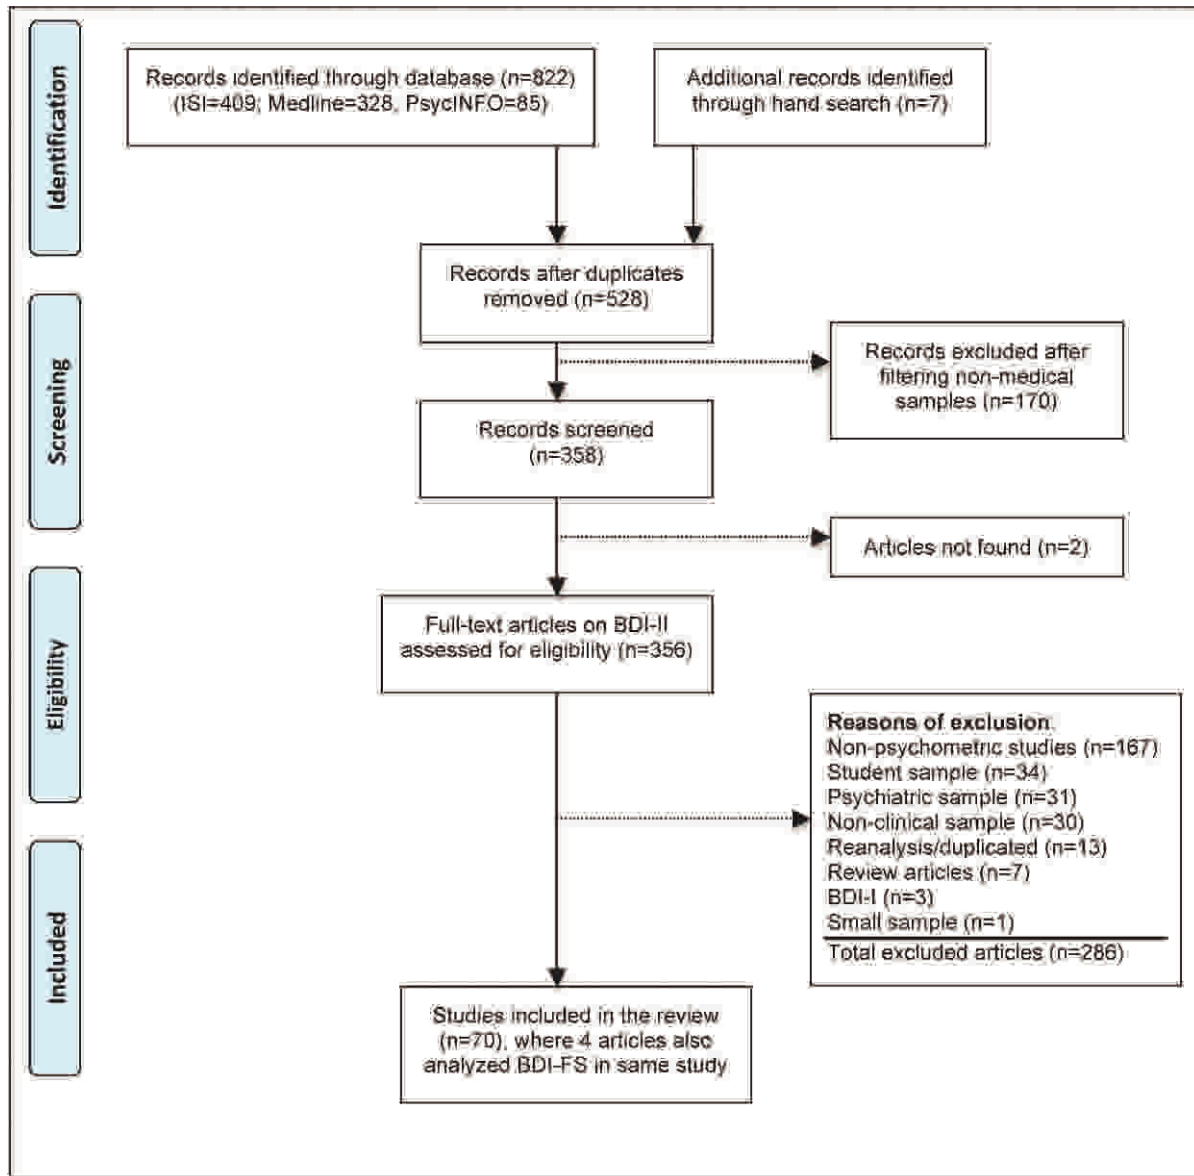 Identification
Records identified through database (n=822)
(ISI=409; Medline=328, PsycINFO=85)
Additional records identified
through hand search (n=7)
Records after duplicates
removed (n=528)
Screening
Records excluded after
filtering non-medical
samples (n=170)
Records screened
(n=358)
Articles not found (n=2)
Eligibility
Full-text articles on BDI-II
assessed for eligibility (n=356)
Reasons of exclusion
Non-psychometric studies (n=167)
Student sample (n=34)
Psychiatric sample (n=31)
Non-clinical sample (n=30)
Reanalysis/duplicated (n=13)
Review articles (n=7)
BDI-I (n=3)
Small sample (n=1)
Total excluded articles (n=286)
Included
Studies included in the review
(n=70), where 4 articles also
analyzed BDI-FS in same study